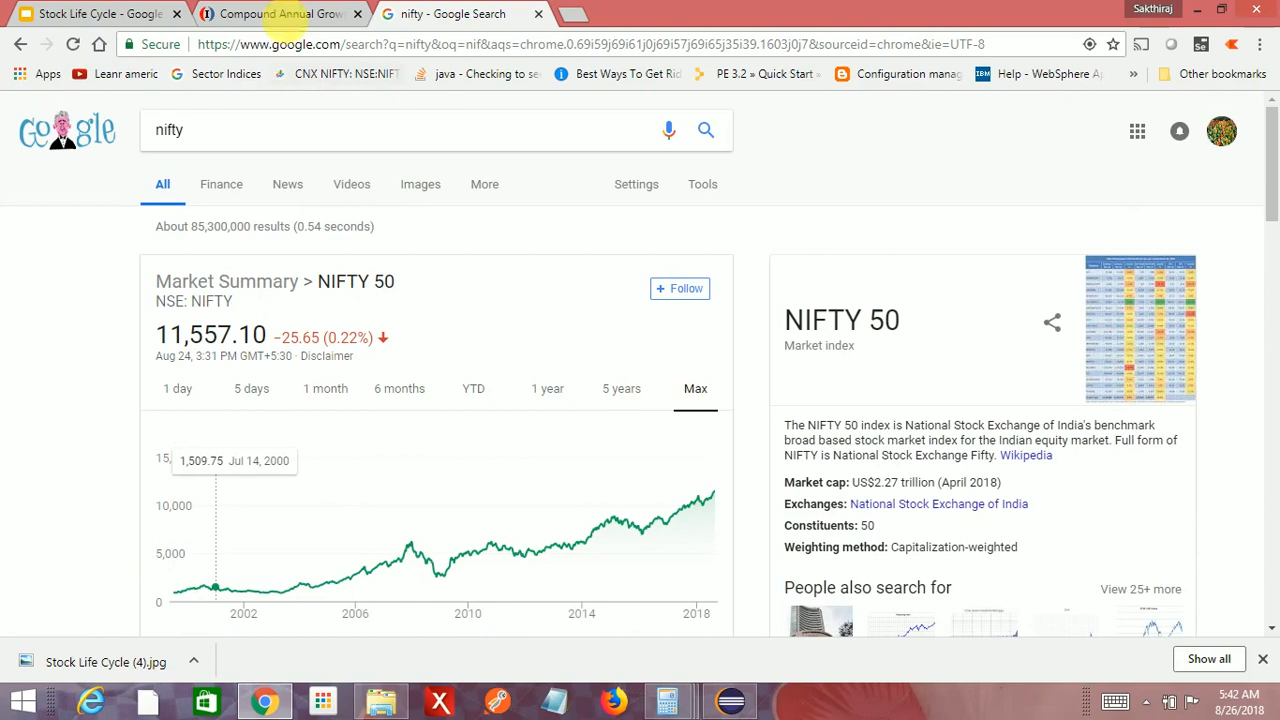 Stock Life Cycle - Google
Compound Annual Grow
nifty - Google Search
Sakthiraj
Secure
https://www.google.com/search?q=nifty&oq=nif&aqs=chrome.0.69i59j69i61j0j69i57j69i65j35i39.1603j0j7&sourceid=chrome&ie=UTF-8
Apps
Learn americ
Sector Indices
CNX NIFTY: NSE:NIFT
java - Checking to se
Best Ways To Get Rid
TE 3.2 » Quick Start
Configuration manag
Help - WebSphere Ap
»
Other bookmarks
nifty
All
Finance
News
Videos
Images
More
Settings
Tools
About 85,300,000 results (0.54 seconds)
Market Summary > NIFTY 50
NSE: NIFTY
+ Follow
11,557.10 −25.65 (0.22%)
Aug 24, 3:31 PM GMT+5:30 · Disclaimer
1 day
5 days
1 month
6 months
YTD
1 year
5 years
Max
1,509.75 Jul 14, 2000
10,000
5,000
0
2002
2006
2010
2014
2018
NIFTY 50
Market index
The NIFTY 50 index is National Stock Exchange of India's benchmark
broad based stock market index for the Indian equity market. Full form of
NIFTY is National Stock Exchange Fifty. Wikipedia
Market cap: US$2.27 trillion (April 2018)
Exchanges: National Stock Exchange of India
Constituents: 50
Weighting method: Capitalization-weighted
People also search for
View 25+ more
Stock Life Cycle (4).jpg
Show all
5:42 AM
8/26/2018